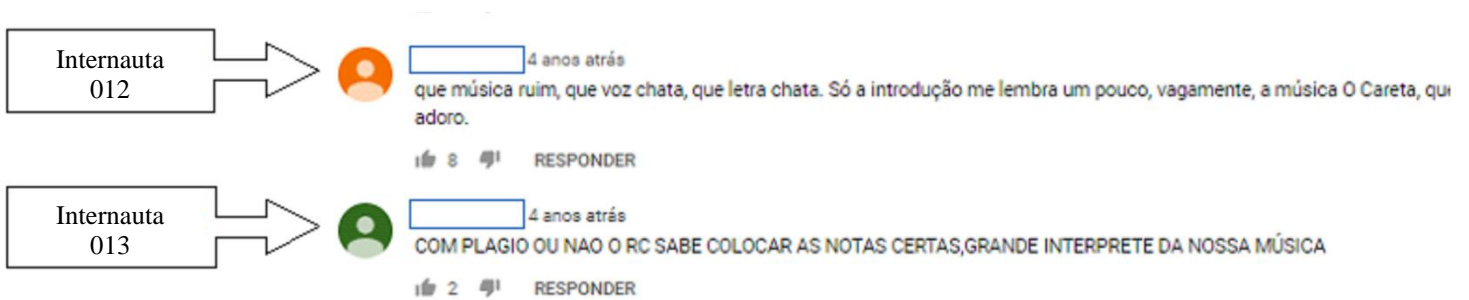 Internauta
012
4 anos atrás
que música ruim, que voz chata, que letra chata. Só a introdução me lembra um pouco, vagamente, a música O Careta, que
adoro.
8 RESPONDER
Internauta
013
4 anos atrás
COM PLAGIO OU NAO O RC SABE COLOCAR AS NOTAS CERTAS,GRANDE INTERPRETE DA NOSSA MÚSICA
2 RESPONDER